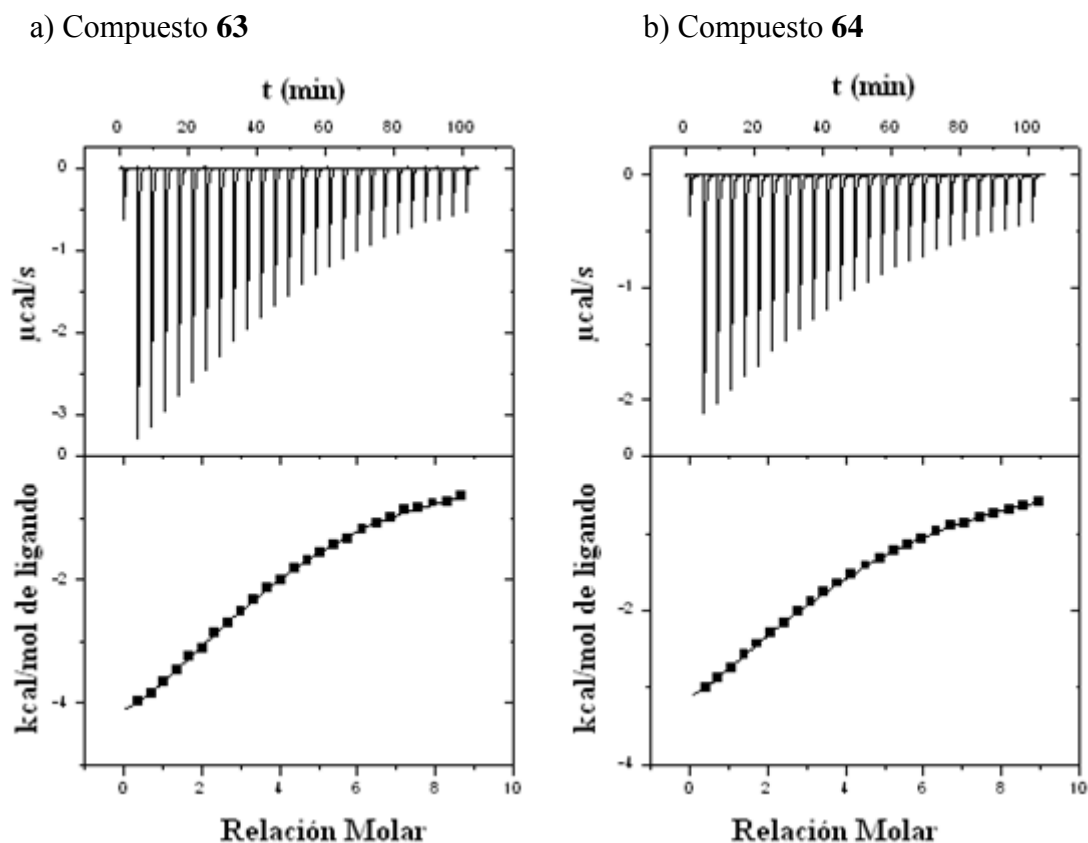 a) Compuesto 63
b) Compuesto 64
t (min)
0 20 40 60 80 100
0
-1
-2
-3
µcal/s
0
-2
-4
kcal/mol de ligando
0 2 4 6 8 10
Relación Molar
t (min)
0 20 40 60 80 100
0
-1
-2
µcal/s
0
-2
-4
kcal/mol de ligando
0 2 4 6 8 10
Relación Molar